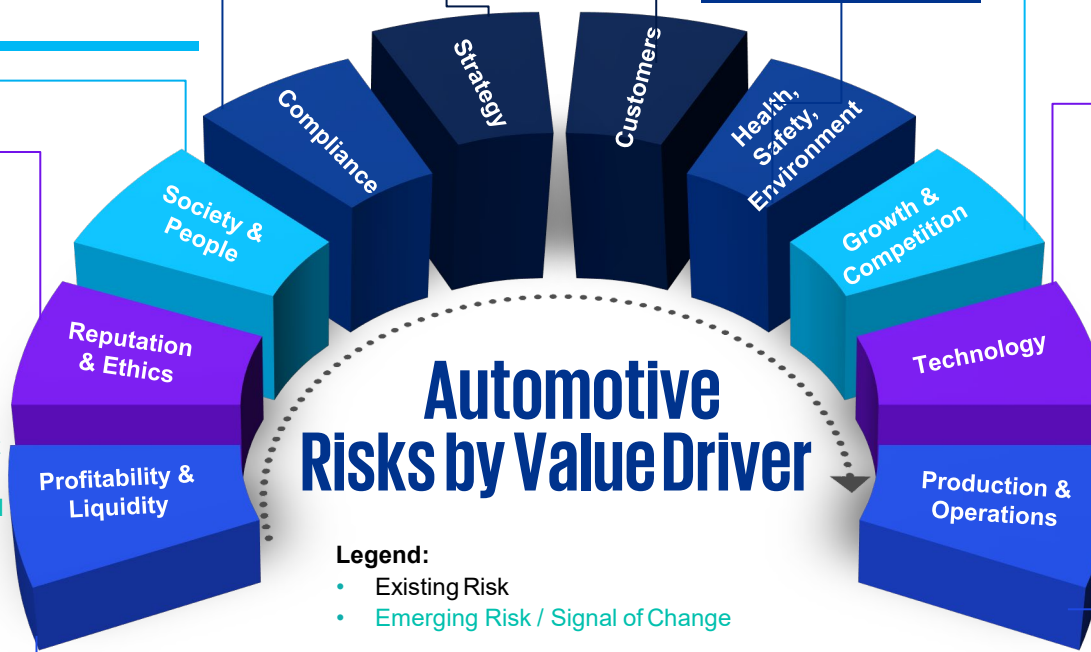 Strategy
Customers
Compliance
Health,
Safety,
Environment
Society &
People
Growth &
Competition
Reputation
& Ethics
Technology
Profitability &
Liquidity
Production &
Operations
Automotive
Risks by Value Driver
Legend:
• Existing Risk
• Emerging Risk / Signal of Change